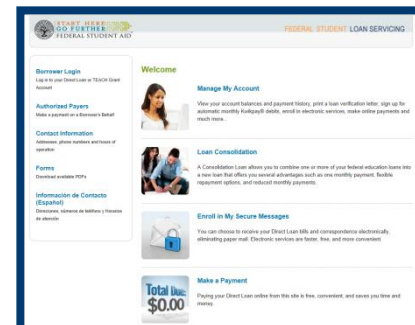 START HERE
GO FURTHER
FEDERAL STUDENT AID
FEDERAL STUDENT LOAN SERVICING
Borrower Login
Log in to your Direct Loan or TEACH Grant
Account
Authorized Payers
Make a payment on a Borrower's Behalf
Contact Information
Addresses, phone numbers and hours of
operation
Forms
Download available PDFs
Información de Contacto
(Español)
Direcciones, números de teléfono y horarios
de atención
Welcome
Manage My Account
View your account balances and payment history, print a loan verification letter, sign up for
automatic monthly Kwikpay® debits, enroll in electronic services, make online payments and
much more.
Loan Consolidation
A Consolidation Loan allows you to combine one or more of your federal education loans into
a new loan that offers you several advantages such as one monthly payment, flexible
repayment options, and reduced monthly payments.
Enroll in My Secure Messages
You can choose to receive your Direct Loan bills and correspondence electronically,
eliminating paper mail. Electronic services are faster, free, and more convenient.
Total Due:
$0.00
Make a Payment
Paying your Direct Loan online from this site is free, convenient, and saves you time and
money.